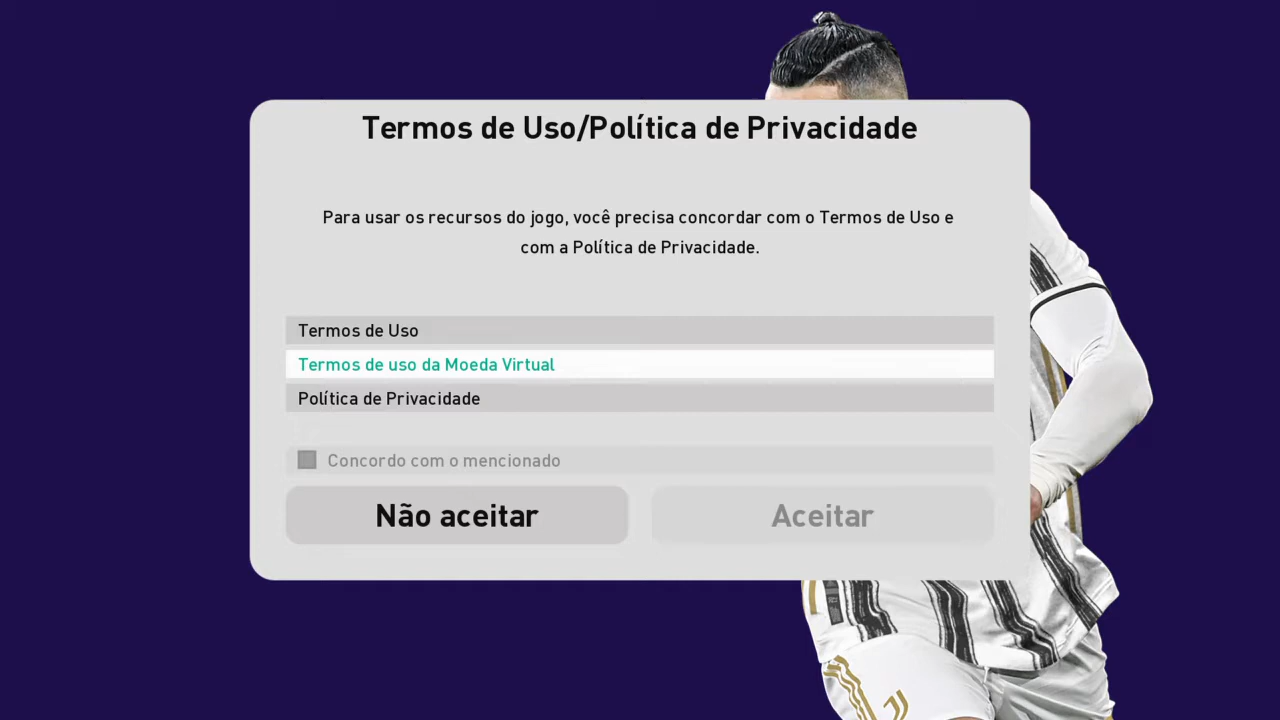 Termos de Uso/Política de Privacidade
Para usar os recursos do jogo, você precisa concordar com o Termos de Uso e
com a Política de Privacidade.
Termos de Uso
Termos de uso da Moeda Virtual
Política de Privacidade
Concordo com o mencionado
Não aceitar
Aceitar